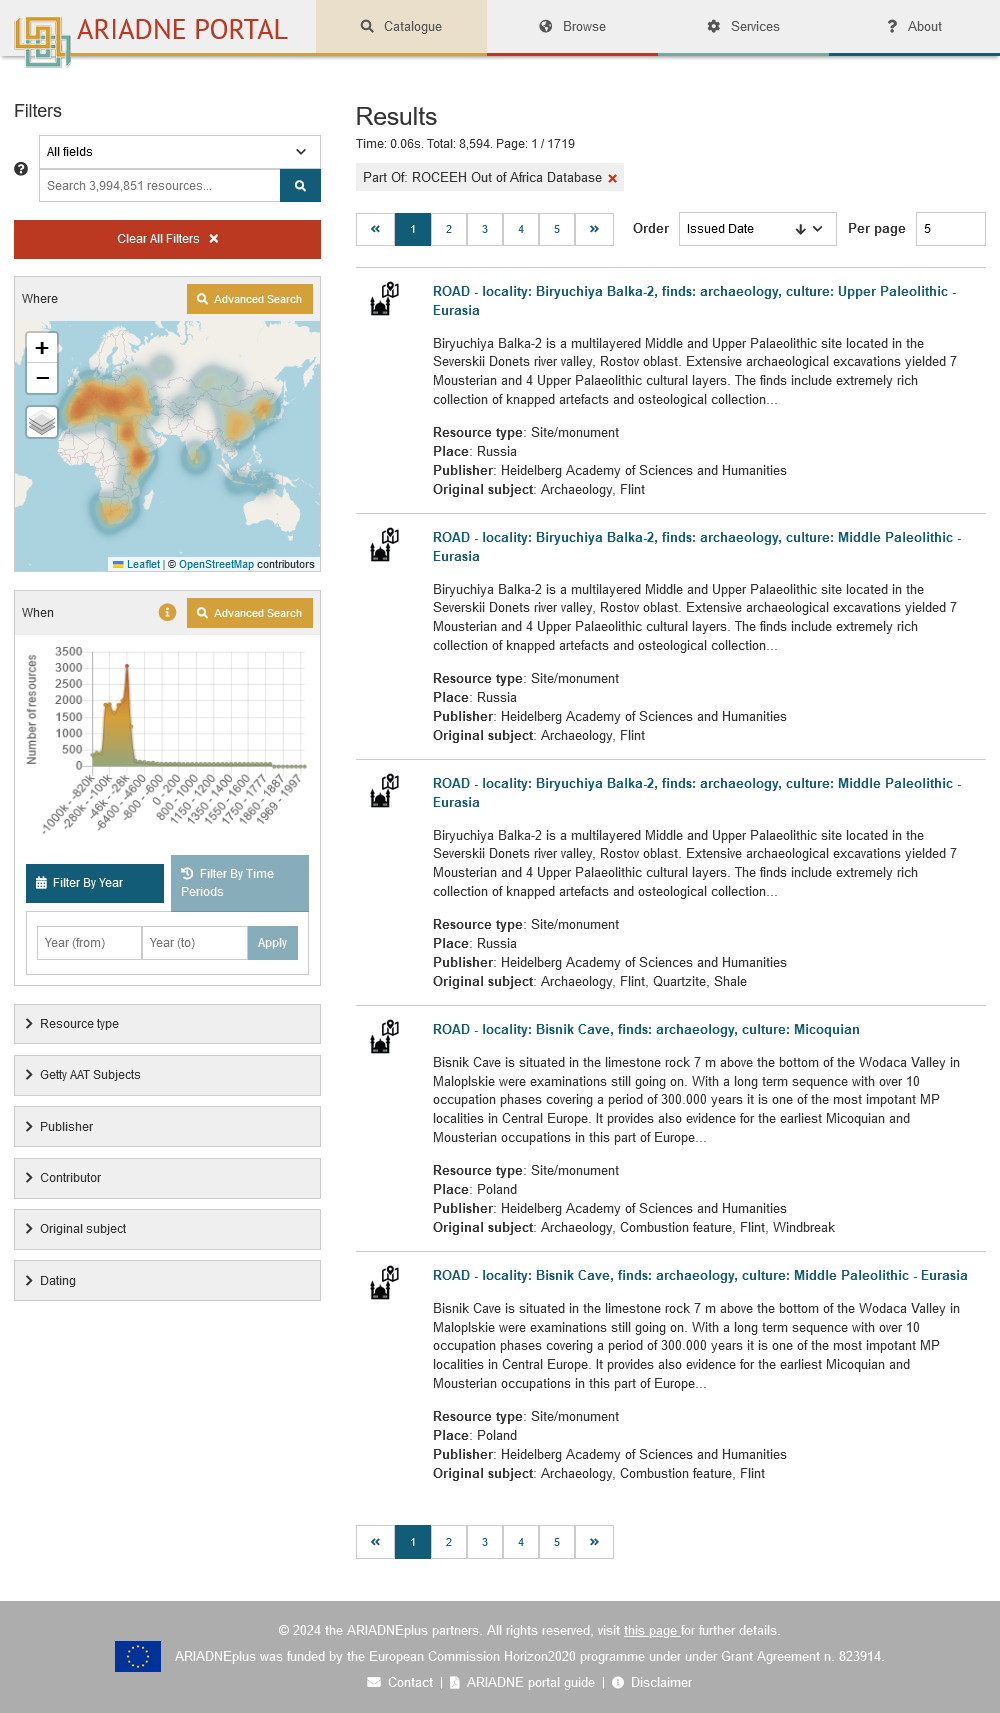 ARIADNE PORTAL
Catalogue
Browse
Services
About
Filters
All fields
Search 3,994,851 resources...
Clear All Filters
Where
Advanced Search
+
−
Leaflet | © OpenStreetMap contributors
When
Advanced Search
Number of resources
3500
3000
2500
2000
1500
1000
500
0
-1000k - -820k
-280k - -100k
-46k - -28k
-6400 - -4600
-800 - -600
0 - 200
800 - 1000
1150 - 1200
1350 - 1400
1550 - 1600
1750 - 1777
1860 - 1887
1969 - 1997
Filter By Year
Filter By Time
Periods
Year (from)
Year (to)
Apply
Resource type
Getty AAT Subjects
Publisher
Contributor
Original subject
Dating
Results
Time: 0.06s. Total: 8,594. Page: 1 / 1719
Part Of: ROCEEH Out of Africa Database
« 1 2 3 4 5 »
Order
Issued Date
Per page
5
ROAD - locality: Biryuchiya Balka-2, finds: archaeology, culture: Upper Paleolithic -
Eurasia
Biryuchiya Balka-2 is a multilayered Middle and Upper Palaeolithic site located in the
Severskii Donets river valley, Rostov oblast. Extensive archaeological excavations yielded 7
Mousterian and 4 Upper Palaeolithic cultural layers. The finds include extremely rich
collection of knapped artefacts and osteological collection...
Resource type: Site/monument
Place: Russia
Publisher: Heidelberg Academy of Sciences and Humanities
Original subject: Archaeology, Flint
ROAD - locality: Biryuchiya Balka-2, finds: archaeology, culture: Middle Paleolithic -
Eurasia
Biryuchiya Balka-2 is a multilayered Middle and Upper Palaeolithic site located in the
Severskii Donets river valley, Rostov oblast. Extensive archaeological excavations yielded 7
Mousterian and 4 Upper Palaeolithic cultural layers. The finds include extremely rich
collection of knapped artefacts and osteological collection...
Resource type: Site/monument
Place: Russia
Publisher: Heidelberg Academy of Sciences and Humanities
Original subject: Archaeology, Flint
ROAD - locality: Biryuchiya Balka-2, finds: archaeology, culture: Middle Paleolithic -
Eurasia
Biryuchiya Balka-2 is a multilayered Middle and Upper Palaeolithic site located in the
Severskii Donets river valley, Rostov oblast. Extensive archaeological excavations yielded 7
Mousterian and 4 Upper Palaeolithic cultural layers. The finds include extremely rich
collection of knapped artefacts and osteological collection...
Resource type: Site/monument
Place: Russia
Publisher: Heidelberg Academy of Sciences and Humanities
Original subject: Archaeology, Flint, Quartzite, Shale
ROAD - locality: Bisnik Cave, finds: archaeology, culture: Micoquian
Bisnik Cave is situated in the limestone rock 7 m above the bottom of the Wodaca Valley in
Maloplskie were examinations still going on. With a long term sequence with over 10
occupation phases covering a period of 300.000 years it is one of the most impotant MP
localities in Central Europe. It provides also evidence for the earliest Micoquian and
Mousterian occupations in this part of Europe...
Resource type: Site/monument
Place: Poland
Publisher: Heidelberg Academy of Sciences and Humanities
Original subject: Archaeology, Combustion feature, Flint, Windbreak
ROAD - locality: Bisnik Cave, finds: archaeology, culture: Middle Paleolithic - Eurasia
Bisnik Cave is situated in the limestone rock 7 m above the bottom of the Wodaca Valley in
Maloplskie were examinations still going on. With a long term sequence with over 10
occupation phases covering a period of 300.000 years it is one of the most impotant MP
localities in Central Europe. It provides also evidence for the earliest Micoquian and
Mousterian occupations in this part of Europe...
Resource type: Site/monument
Place: Poland
Publisher: Heidelberg Academy of Sciences and Humanities
Original subject: Archaeology, Combustion feature, Flint
« 1 2 3 4 5 »
© 2024 the ARIADNEplus partners. All rights reserved, visit this page for further details.
ARIADNEplus was funded by the European Commission Horizon2020 programme under under Grant Agreement n. 823914.
Contact | ARIADNE portal guide | Disclaimer